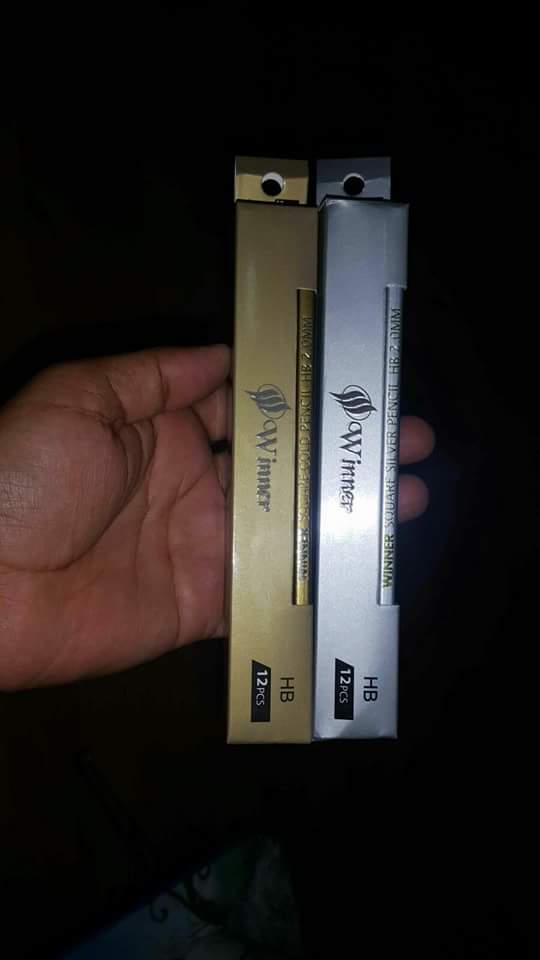 Winner
WINNER SQUARE GOLD PENCIL HB 2.0MM
HB
12PCS
Winner
WINNER SQUARE SILVER PENCIL HB 2.0MM
HB
12PCS